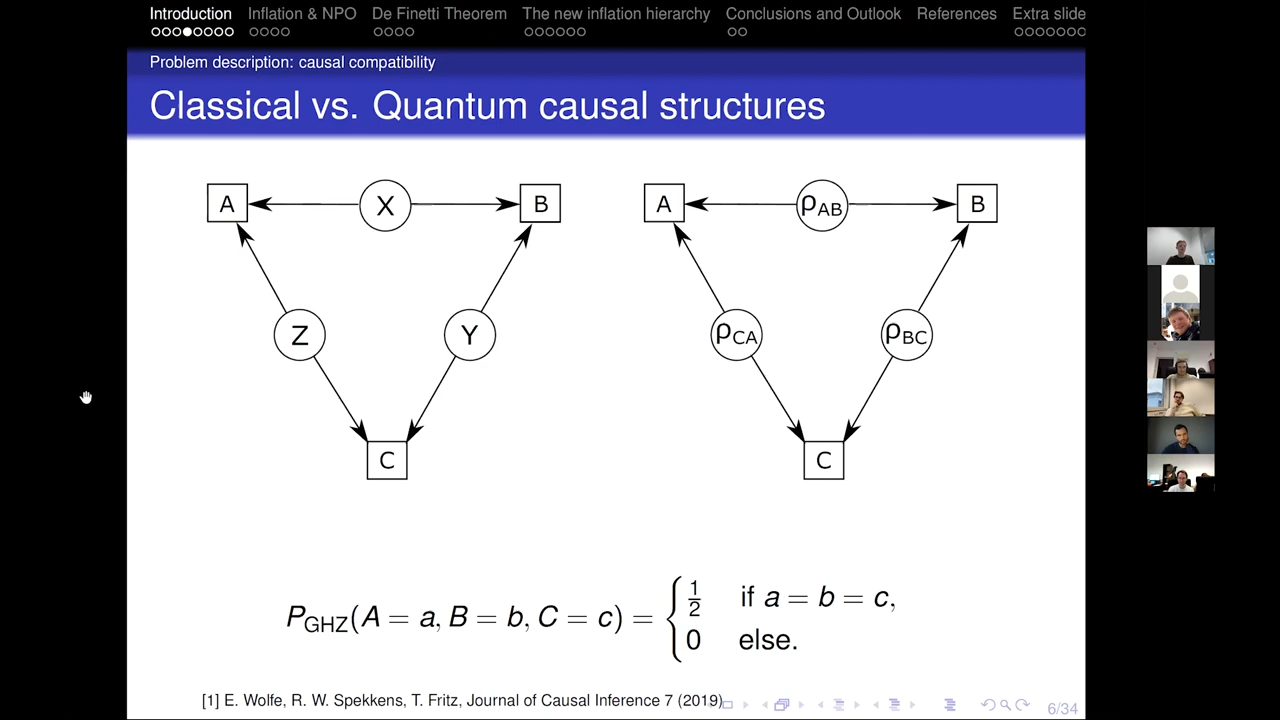 Introduction Inflation & NPO De Finetti Theorem The new inflation hierarchy Conclusions and Outlook References Extra slide
Problem description: causal compatibility
Classical vs. Quantum causal structures
A X B A ρAB B
Z Y ρCA ρBC
C C
PGHZ(A = a, B = b, C = c) = { 1/2 if a = b = c,
0 else.
[1] E. Wolfe, R. W. Spekkens, T. Fritz, Journal of Causal Inference 7 (2019)
6/34